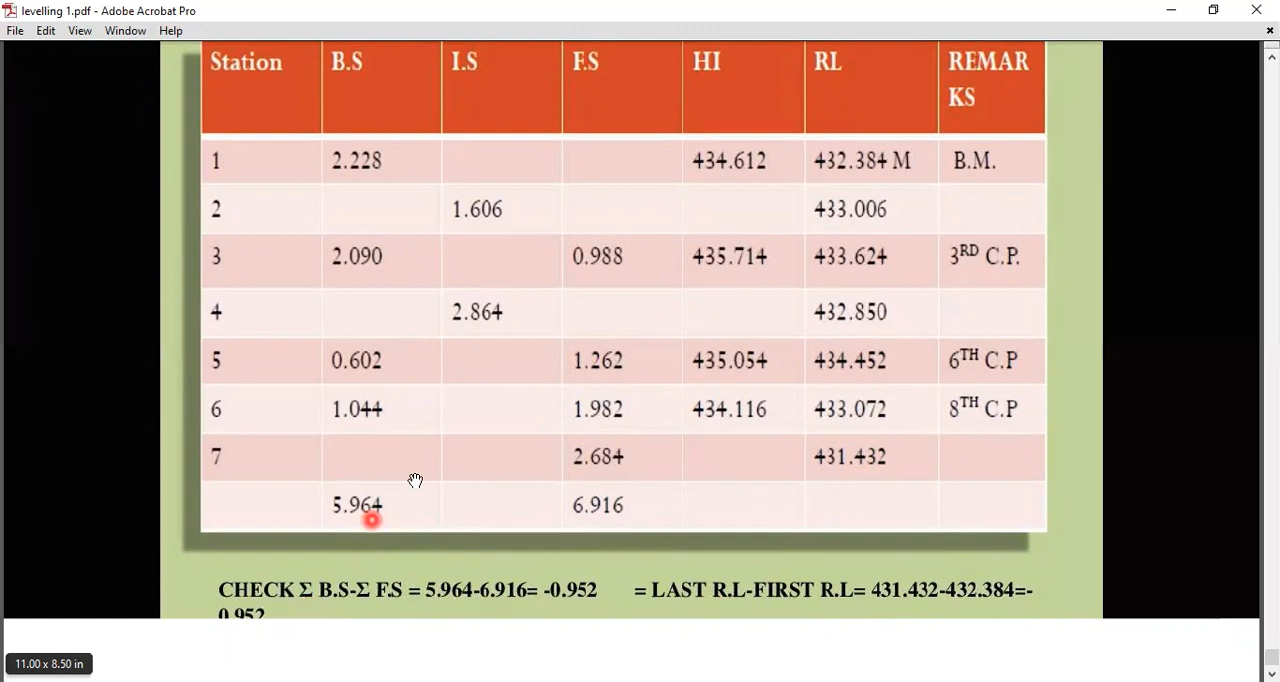 levelling 1.pdf - Adobe Acrobat Pro
File Edit View Window Help
Station B.S I.S F.S HI RL REMAR
KS
1 2.228 434.612 432.384 M B.M.
2 1.606 433.006
3 2.090 0.988 435.714 433.624 3RD C.P.
4 2.864 432.850
5 0.602 1.262 435.054 434.452 6TH C.P
6 1.044 1.982 434.116 433.072 8TH C.P
7 2.684 431.432
5.964 6.916
CHECK Σ B.S-Σ F.S = 5.964-6.916= -0.952 = LAST R.L-FIRST R.L= 431.432-432.384=-
0.952
11.00 x 8.50 in